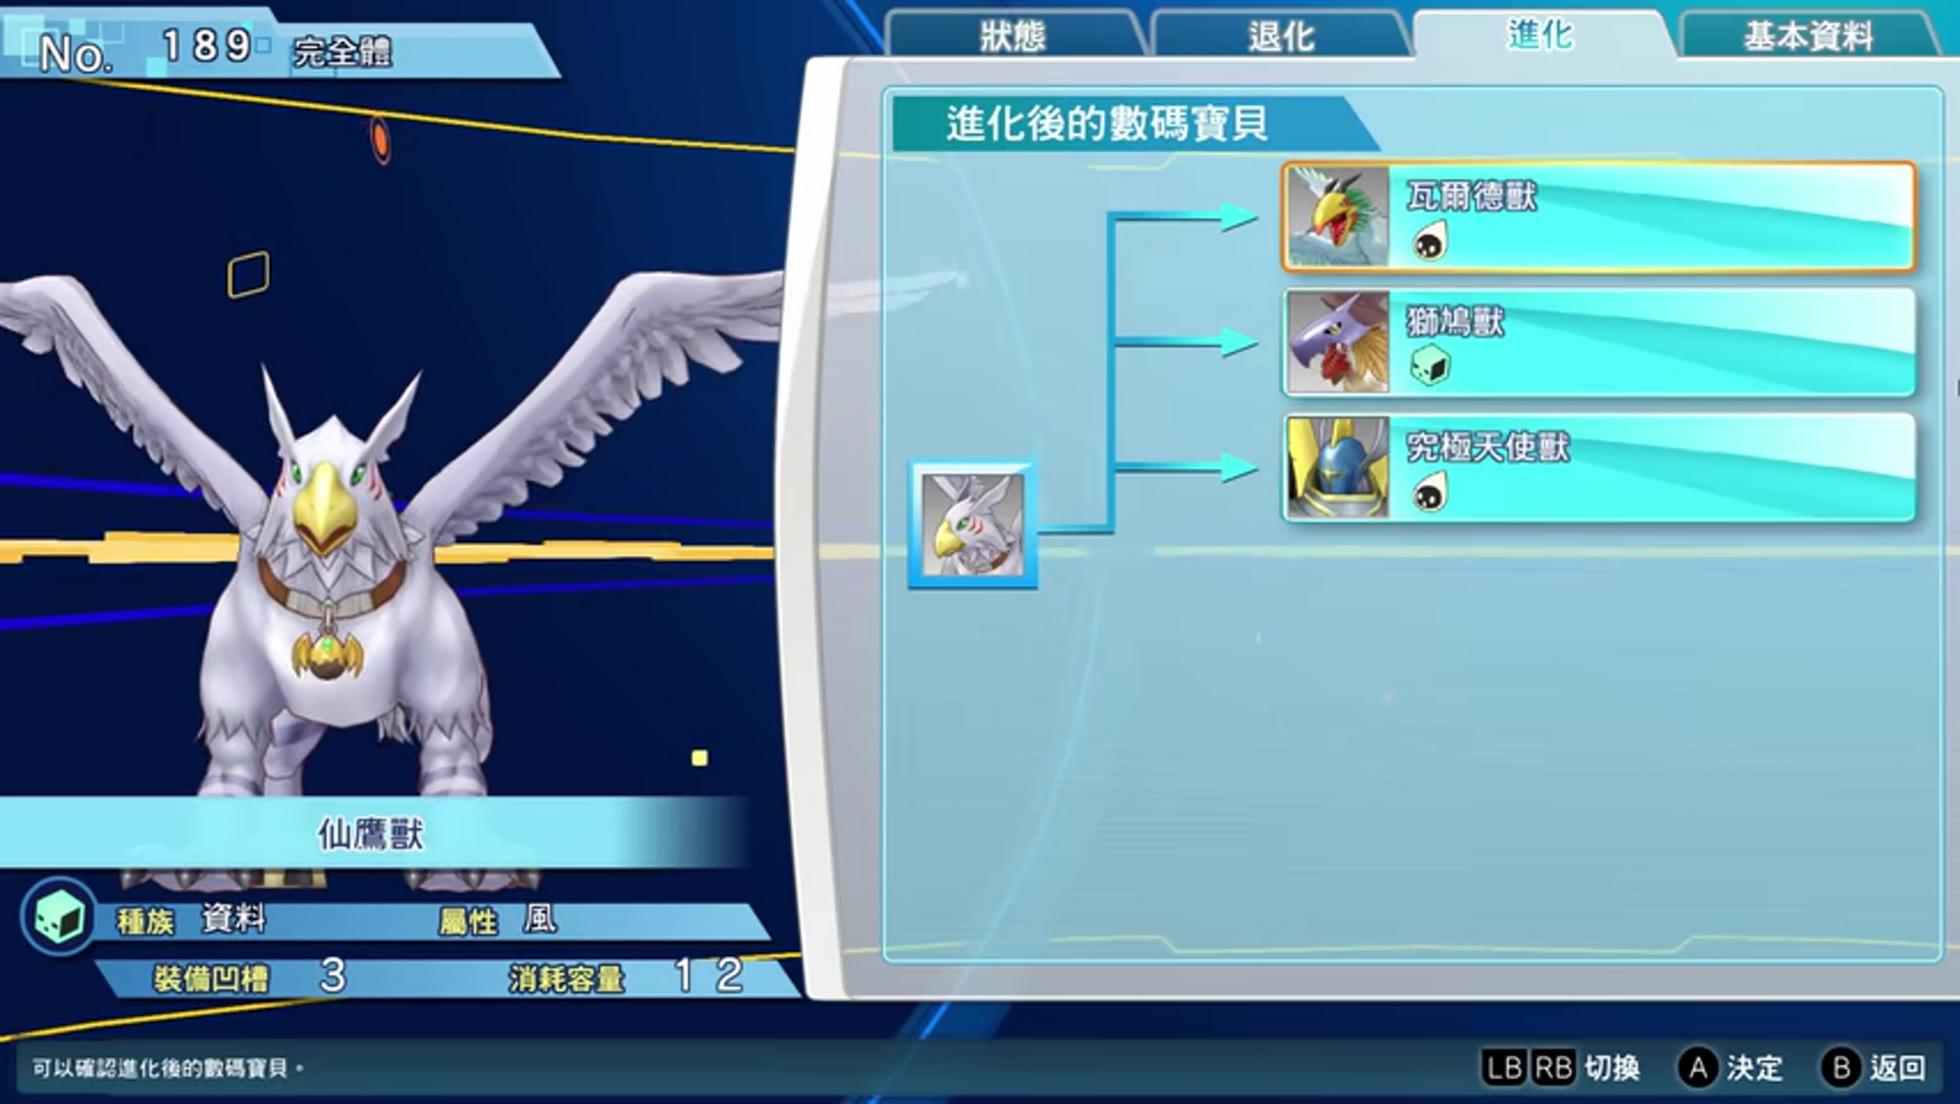 No. 189 完全體
狀態
退化
進化
基本資料
進化後的數碼寶貝
瓦爾德獸
獅鳩獸
究極天使獸
仙鷹獸
種族 資料 屬性 風
裝備凹槽 3 消耗容量 12
可以確認進化後的數碼寶貝。
LB RB 切換 A 決定 B 返回